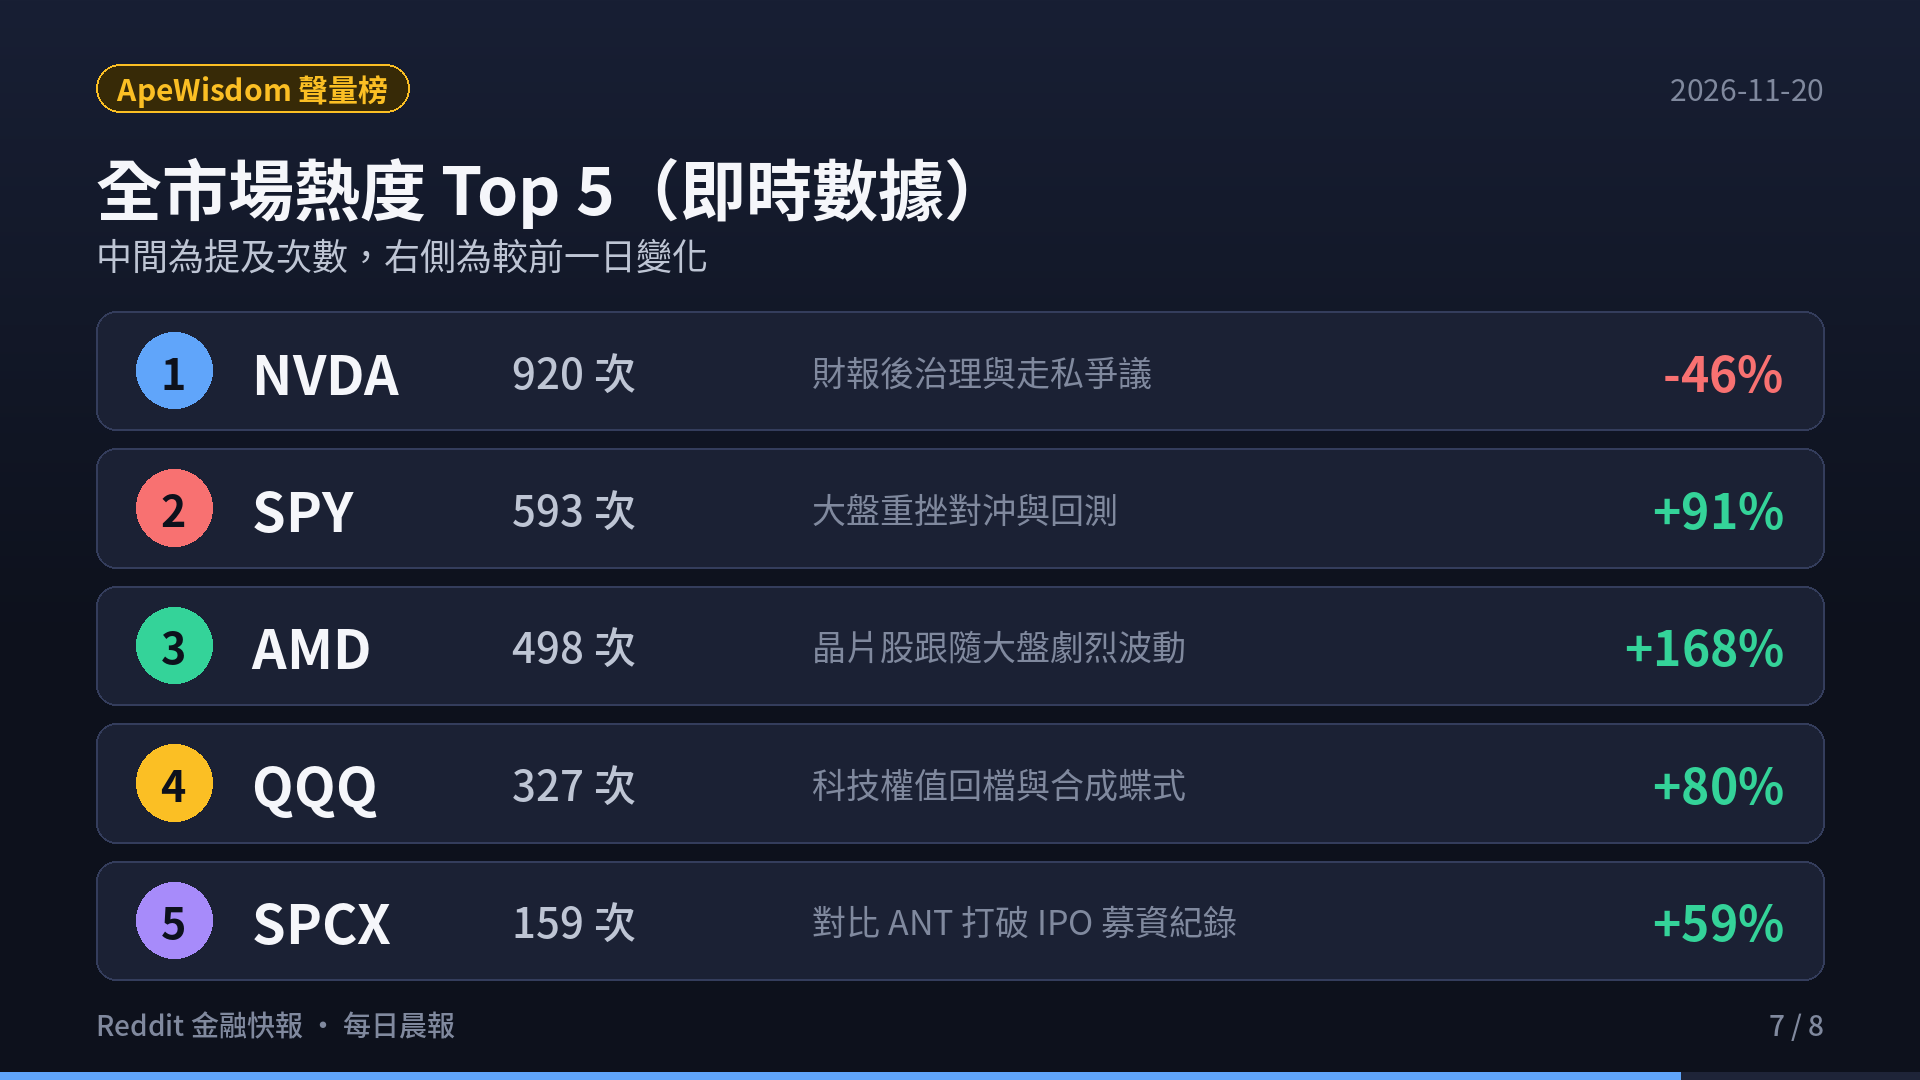 ApeWisdom 聲量榜
2026-11-20
全市場熱度 Top 5（即時數據）
中間為提及次數，右側為較前一日變化
1 NVDA 920 次 財報後治理與走私爭議 -46%
2 SPY 593 次 大盤重挫對沖與回測 +91%
3 AMD 498 次 晶片股跟隨大盤劇烈波動 +168%
4 QQQ 327 次 科技權值回檔與合成蝶式 +80%
5 SPCX 159 次 對比 ANT 打破 IPO 募資紀錄 +59%
Reddit 金融快報 · 每日晨報
7 / 8